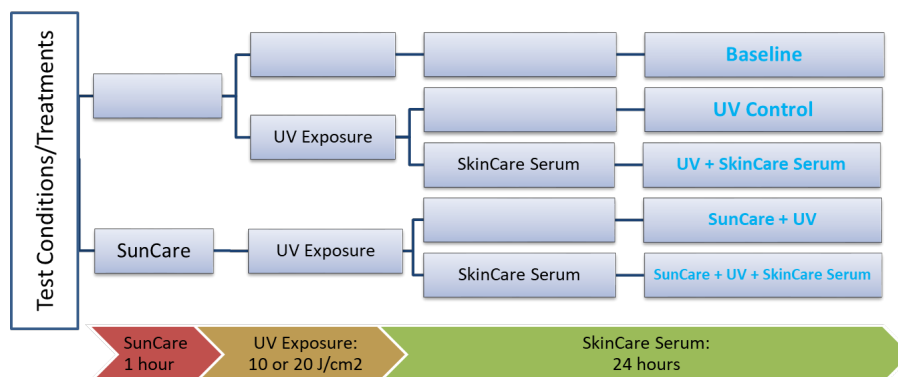 Test Conditions/Treatments
Baseline
UV Exposure
UV Control
SkinCare Serum
UV + SkinCare Serum
SunCare
UV Exposure
SunCare + UV
SkinCare Serum
SunCare + UV + SkinCare Serum
SunCare
1 hour
UV Exposure:
10 or 20 J/cm2
SkinCare Serum:
24 hours